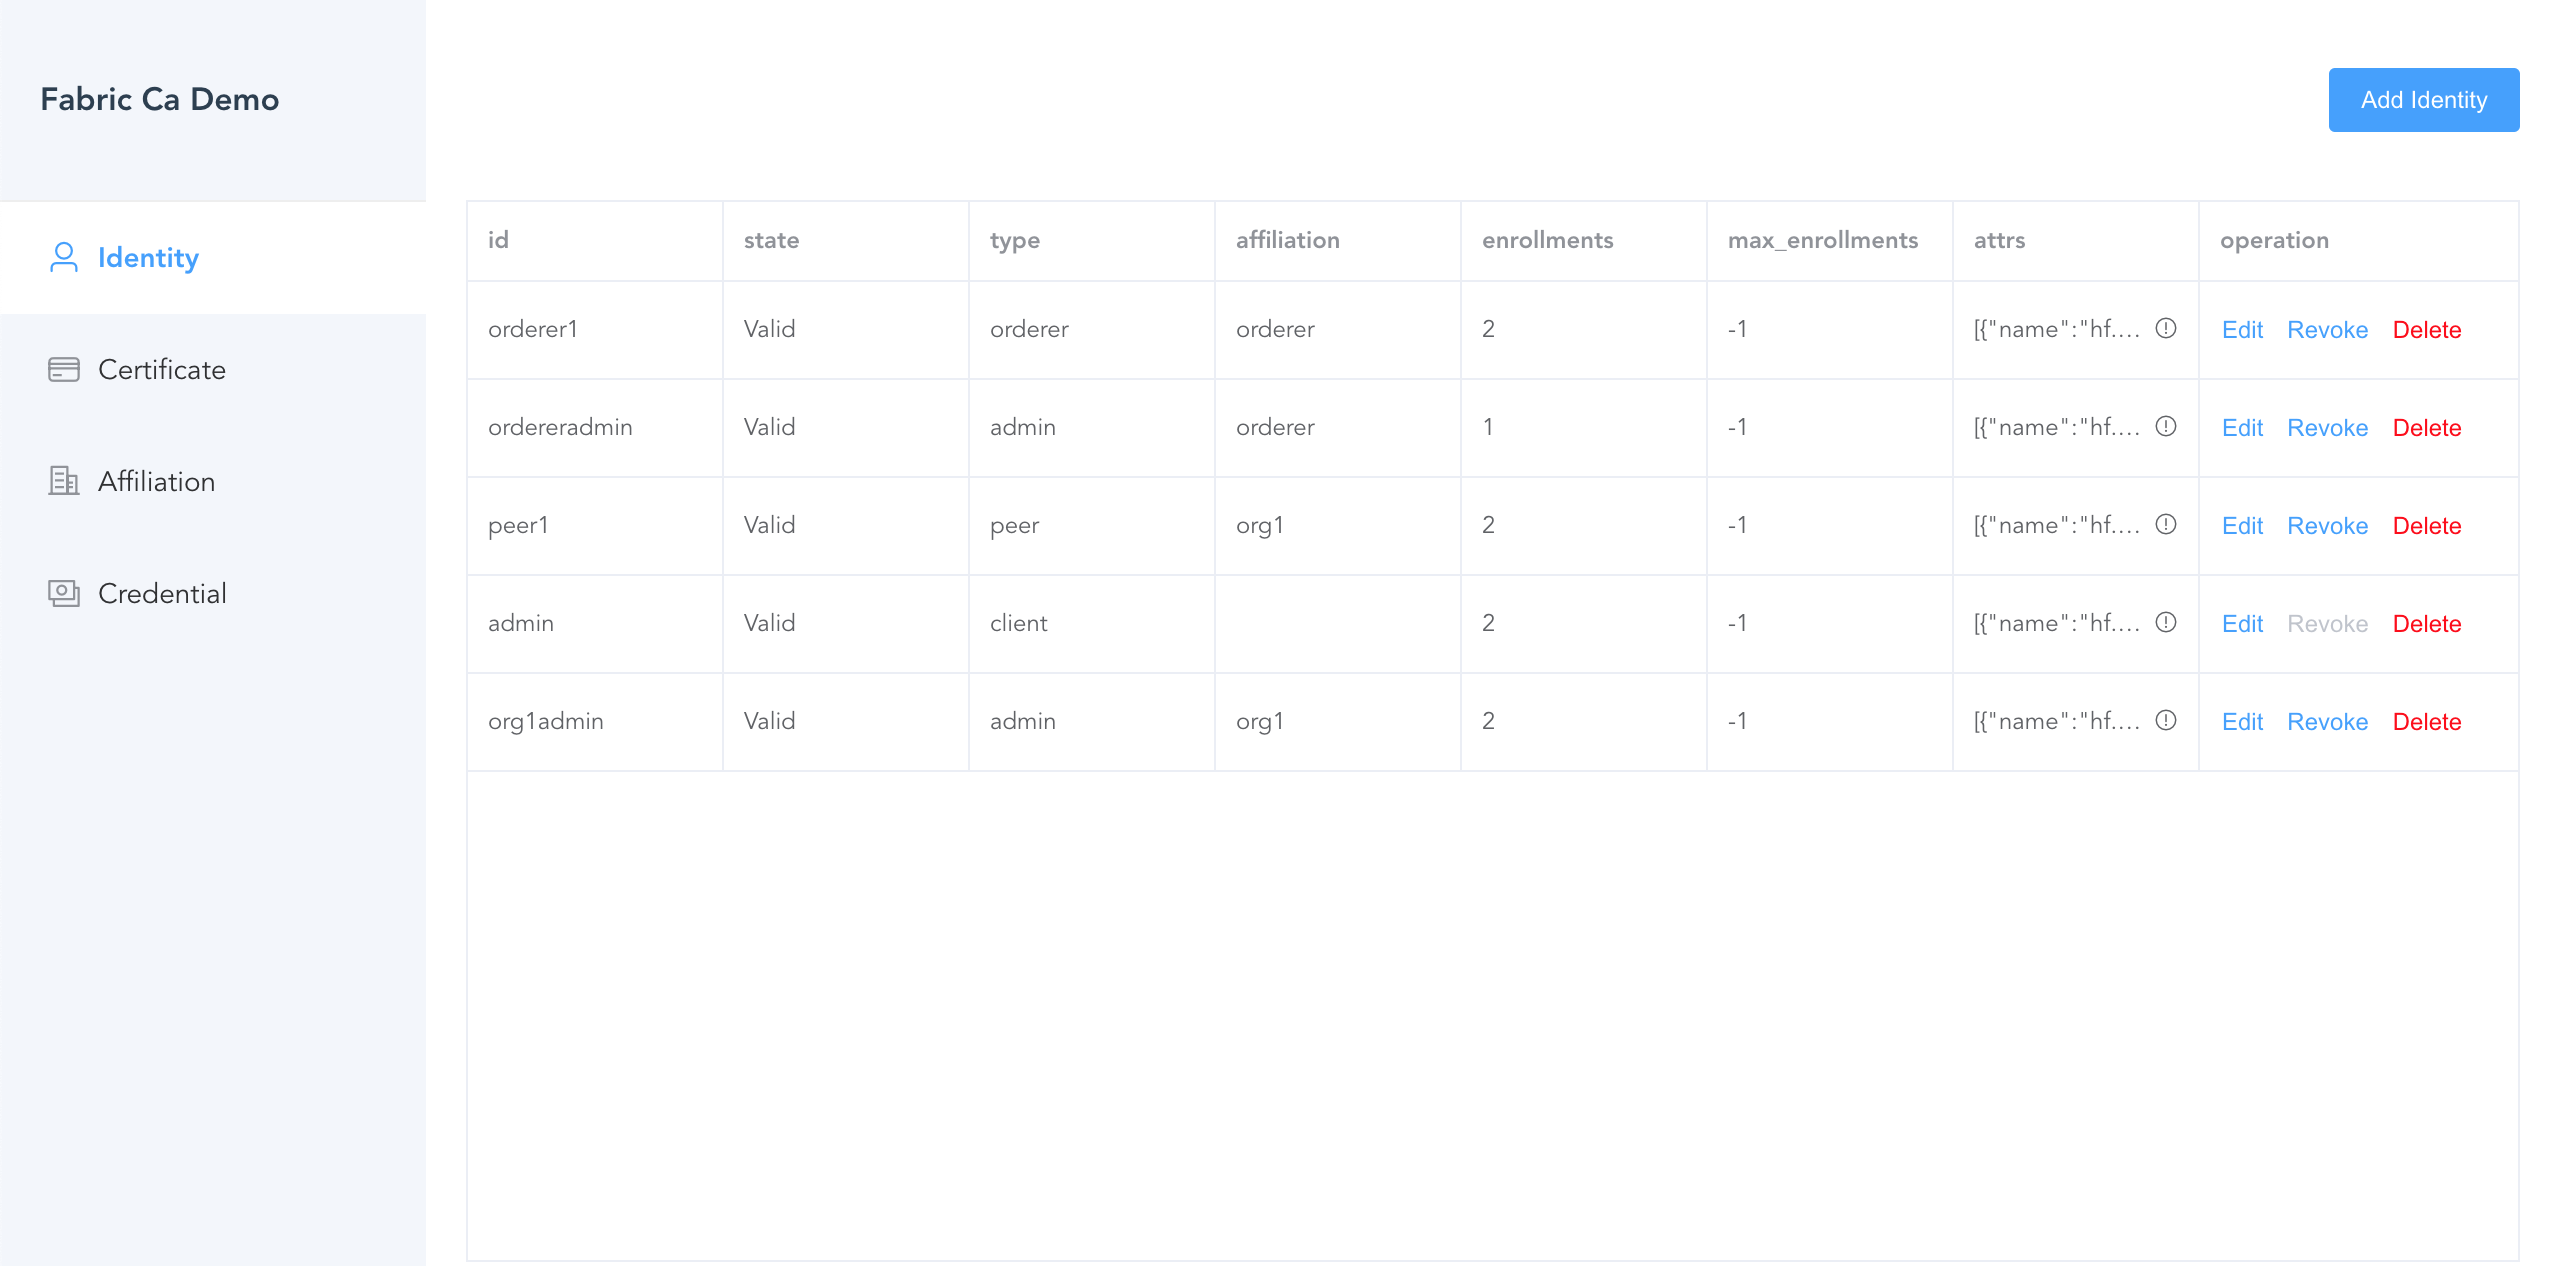 Fabric Ca Demo
Add Identity
Identity
Certificate
Affiliation
Credential
id state type affiliation enrollments max_enrollments attrs operation
orderer1 Valid orderer orderer 2 -1 [{"name":"hf.... Edit Revoke Delete
ordereradmin Valid admin orderer 1 -1 [{"name":"hf.... Edit Revoke Delete
peer1 Valid peer org1 2 -1 [{"name":"hf.... Edit Revoke Delete
admin Valid client 2 -1 [{"name":"hf.... Edit Revoke Delete
org1admin Valid admin org1 2 -1 [{"name":"hf.... Edit Revoke Delete